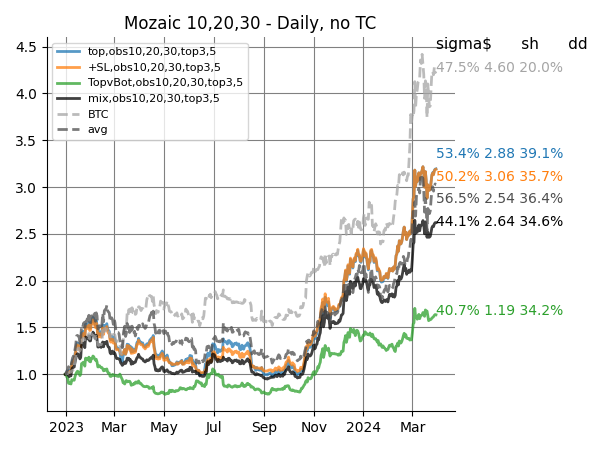 Mozaic 10,20,30 - Daily, no TC
sigma$ sh dd
4.5
4.0
3.5
3.0
2.5
2.0
1.5
1.0
top,obs10,20,30,top3,5
+SL,obs10,20,30,top3,5
TopvBot,obs10,20,30,top3,5
mix,obs10,20,30,top3,5
BTC
avg
47.5% 4.60 20.0%
53.4% 2.88 39.1%
50.2% 3.06 35.7%
56.5% 2.54 36.4%
44.1% 2.64 34.6%
40.7% 1.19 34.2%
2023 Mar May Jul Sep Nov 2024 Mar